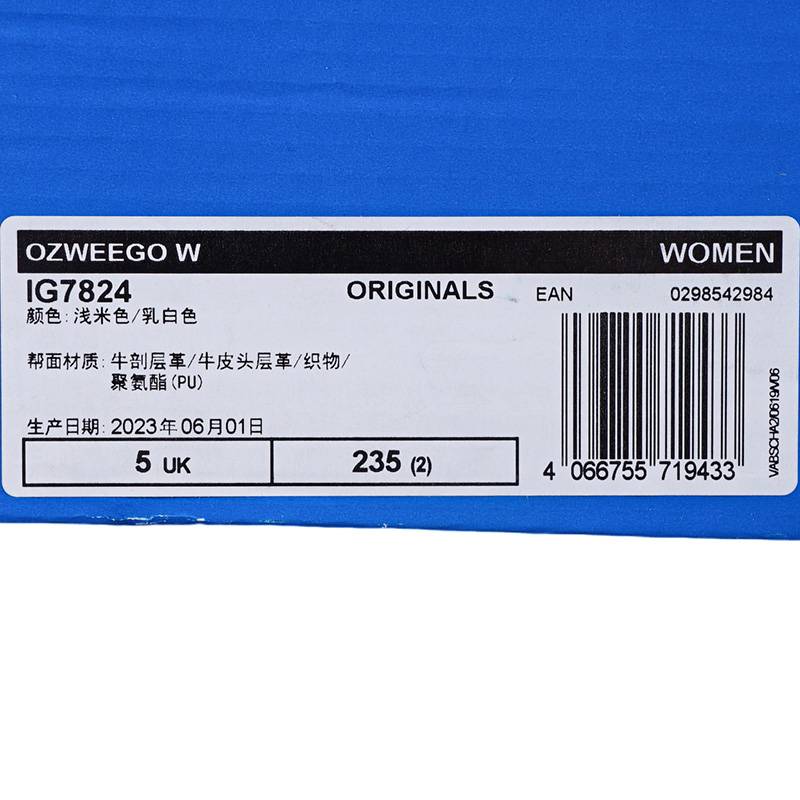 OZWEEGO W WOMEN
IG7824 ORIGINALS EAN 0298542984
颜色:浅米色/乳白色
帮面材质:牛剖层革/牛皮头层革/织物/
聚氨酯(PU)
生产日期:2023年06月01日
5 UK 235 (2)
4 066755 719433
VABSCHA20619W06